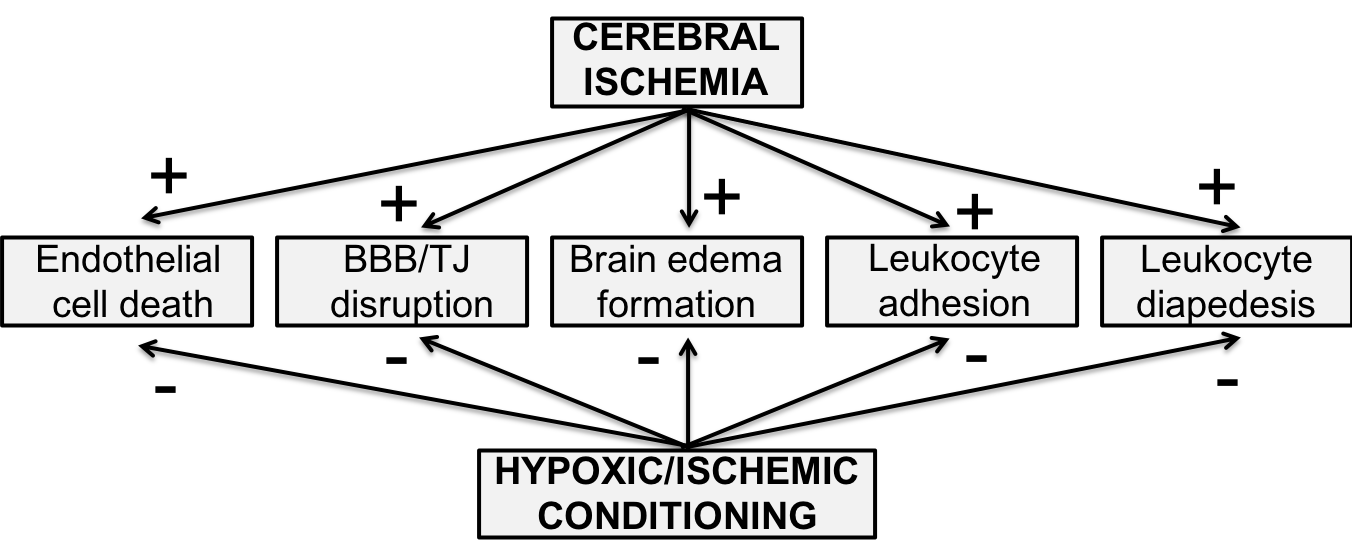 CEREBRAL
ISCHEMIA
+
+
+
+
+
Endothelial
cell death
BBB/TJ
disruption
Brain edema
formation
Leukocyte
adhesion
Leukocyte
diapedesis
-
-
-
-
-
HYPOXIC/ISCHEMIC
CONDITIONING